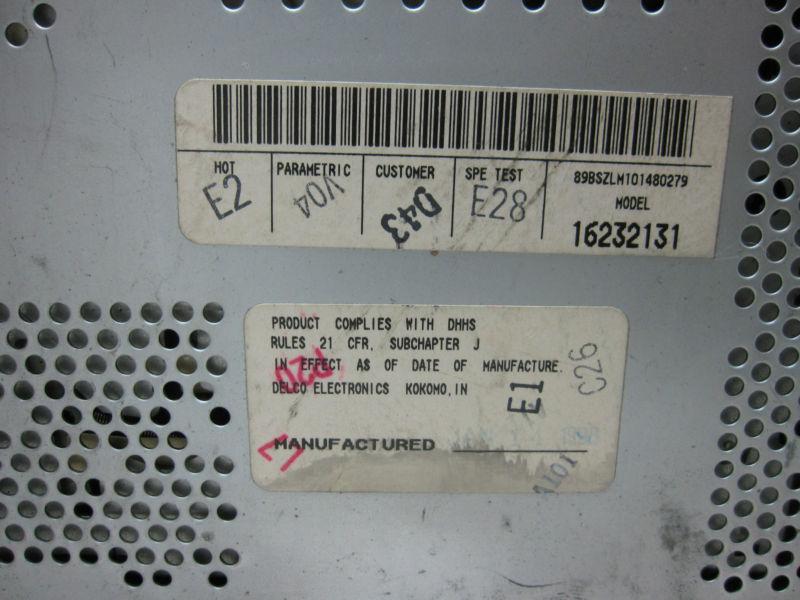 HOT PARAMETRIC CUSTOMER SPE TEST 89BSZLM101480279
MODEL
E2 V04 D43 E28 16232131
PRODUCT COMPLIES WITH DHHS
RULES 21 CFR, SUBCHAPTER J
IN EFFECT AS OF DATE OF MANUFACTURE.
DELCO ELECTRONICS KOKOMO, IN
E1
C26
MANUFACTURED
A101